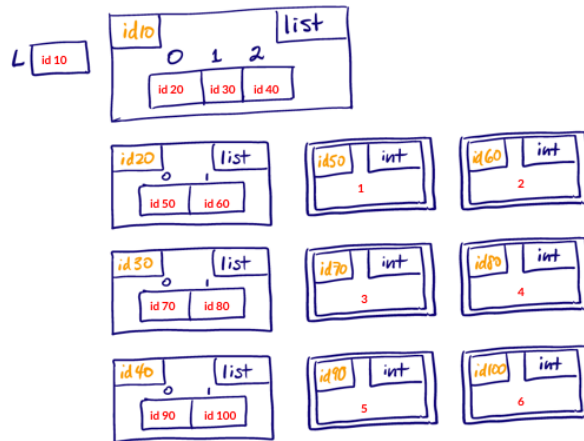 id10 list
0 1 2
L id 10
id 20 id 30 id 40
id20 list id50 int id60 int
0 1
id 50 id 60 1 2
id30 list id70 int id80 int
0 1
id 70 id 80 3 4
id40 list id90 int id100 int
0 1
id 90 id 100 5 6